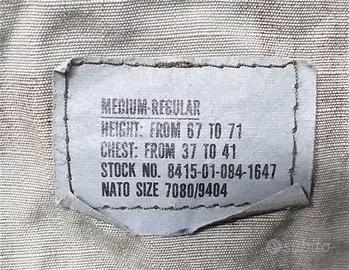 MEDIUM-REGULAR
HEIGHT: FROM 67 TO 71
CHEST: FROM 37 TO 41
STOCK NO. 8415-01-084-1647
NATO SIZE 7080/9404
subito